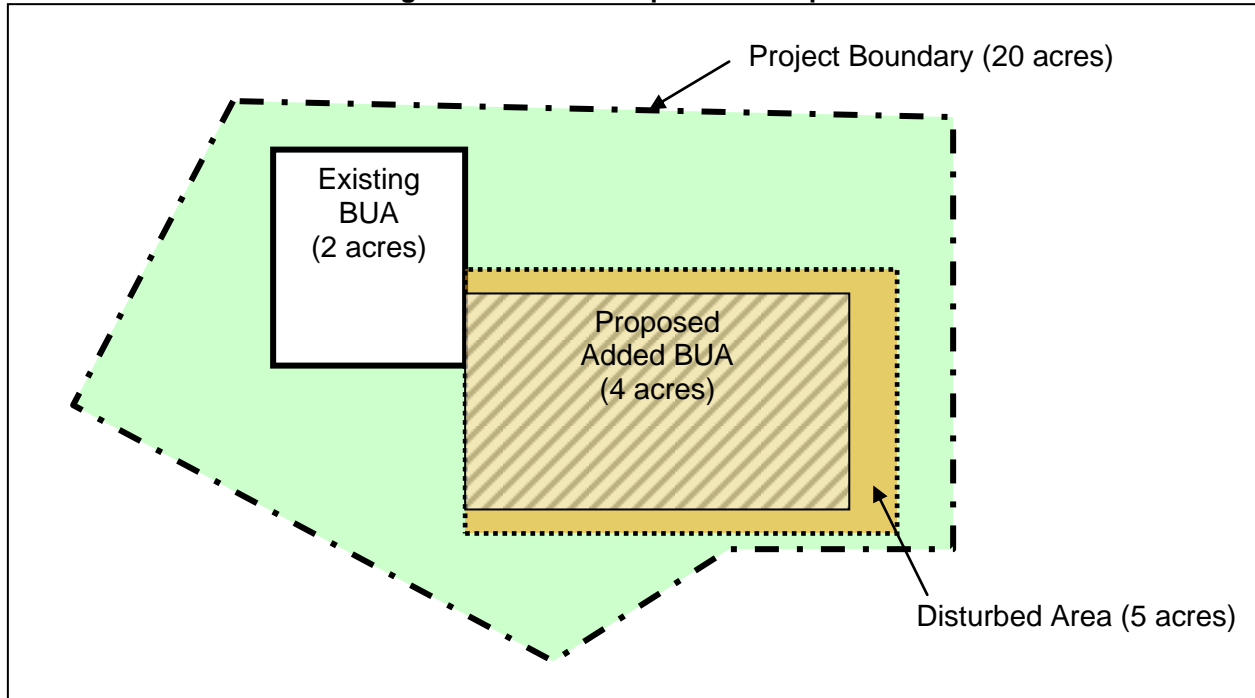 Project Boundary (20 acres)
Existing
BUA
(2 acres)
Proposed
Added BUA
(4 acres)
Disturbed Area (5 acres)